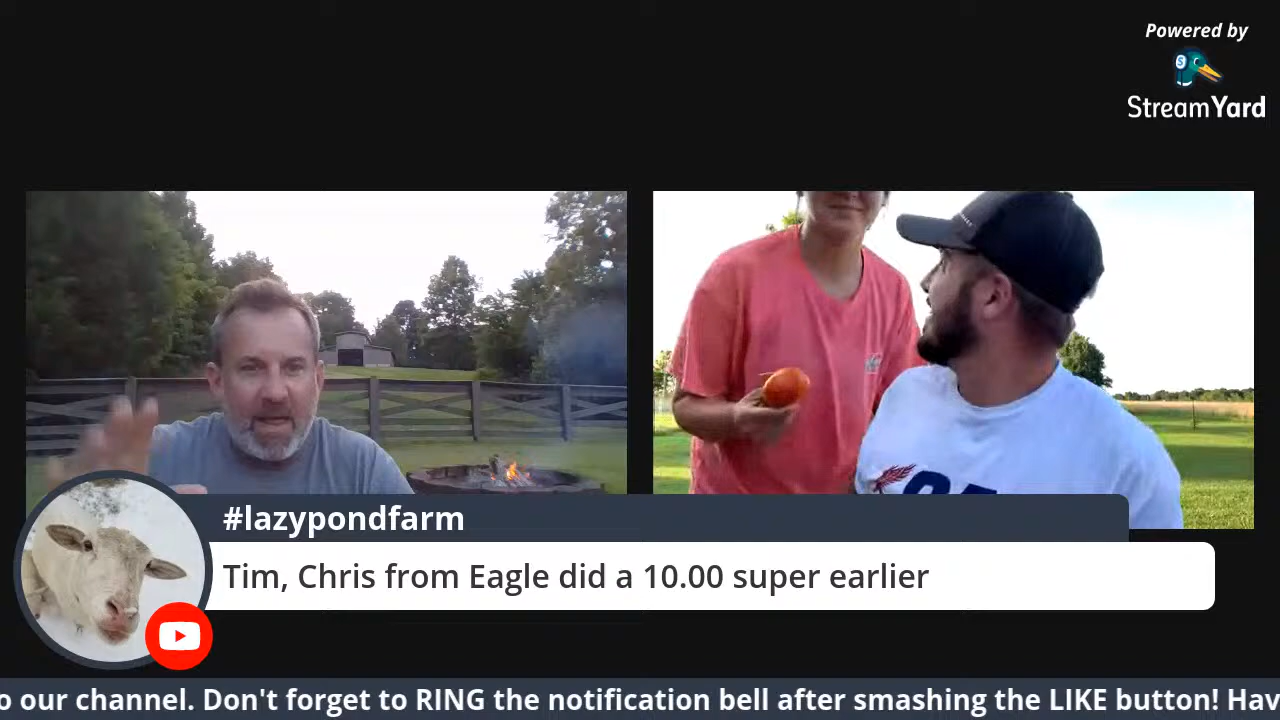 Powered by
StreamYard
#lazypondfarm
Tim, Chris from Eagle did a 10.00 super earlier
o our channel. Don't forget to RING the notification bell after smashing the LIKE button! Hav